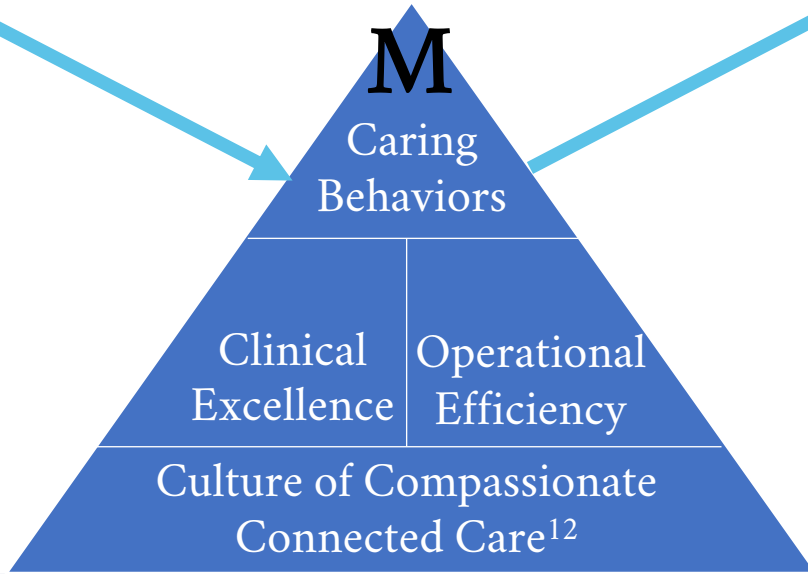 M
Caring
Behaviors
Clinical
Excellence
Operational
Efficiency
Culture of Compassionate
Connected Care¹²